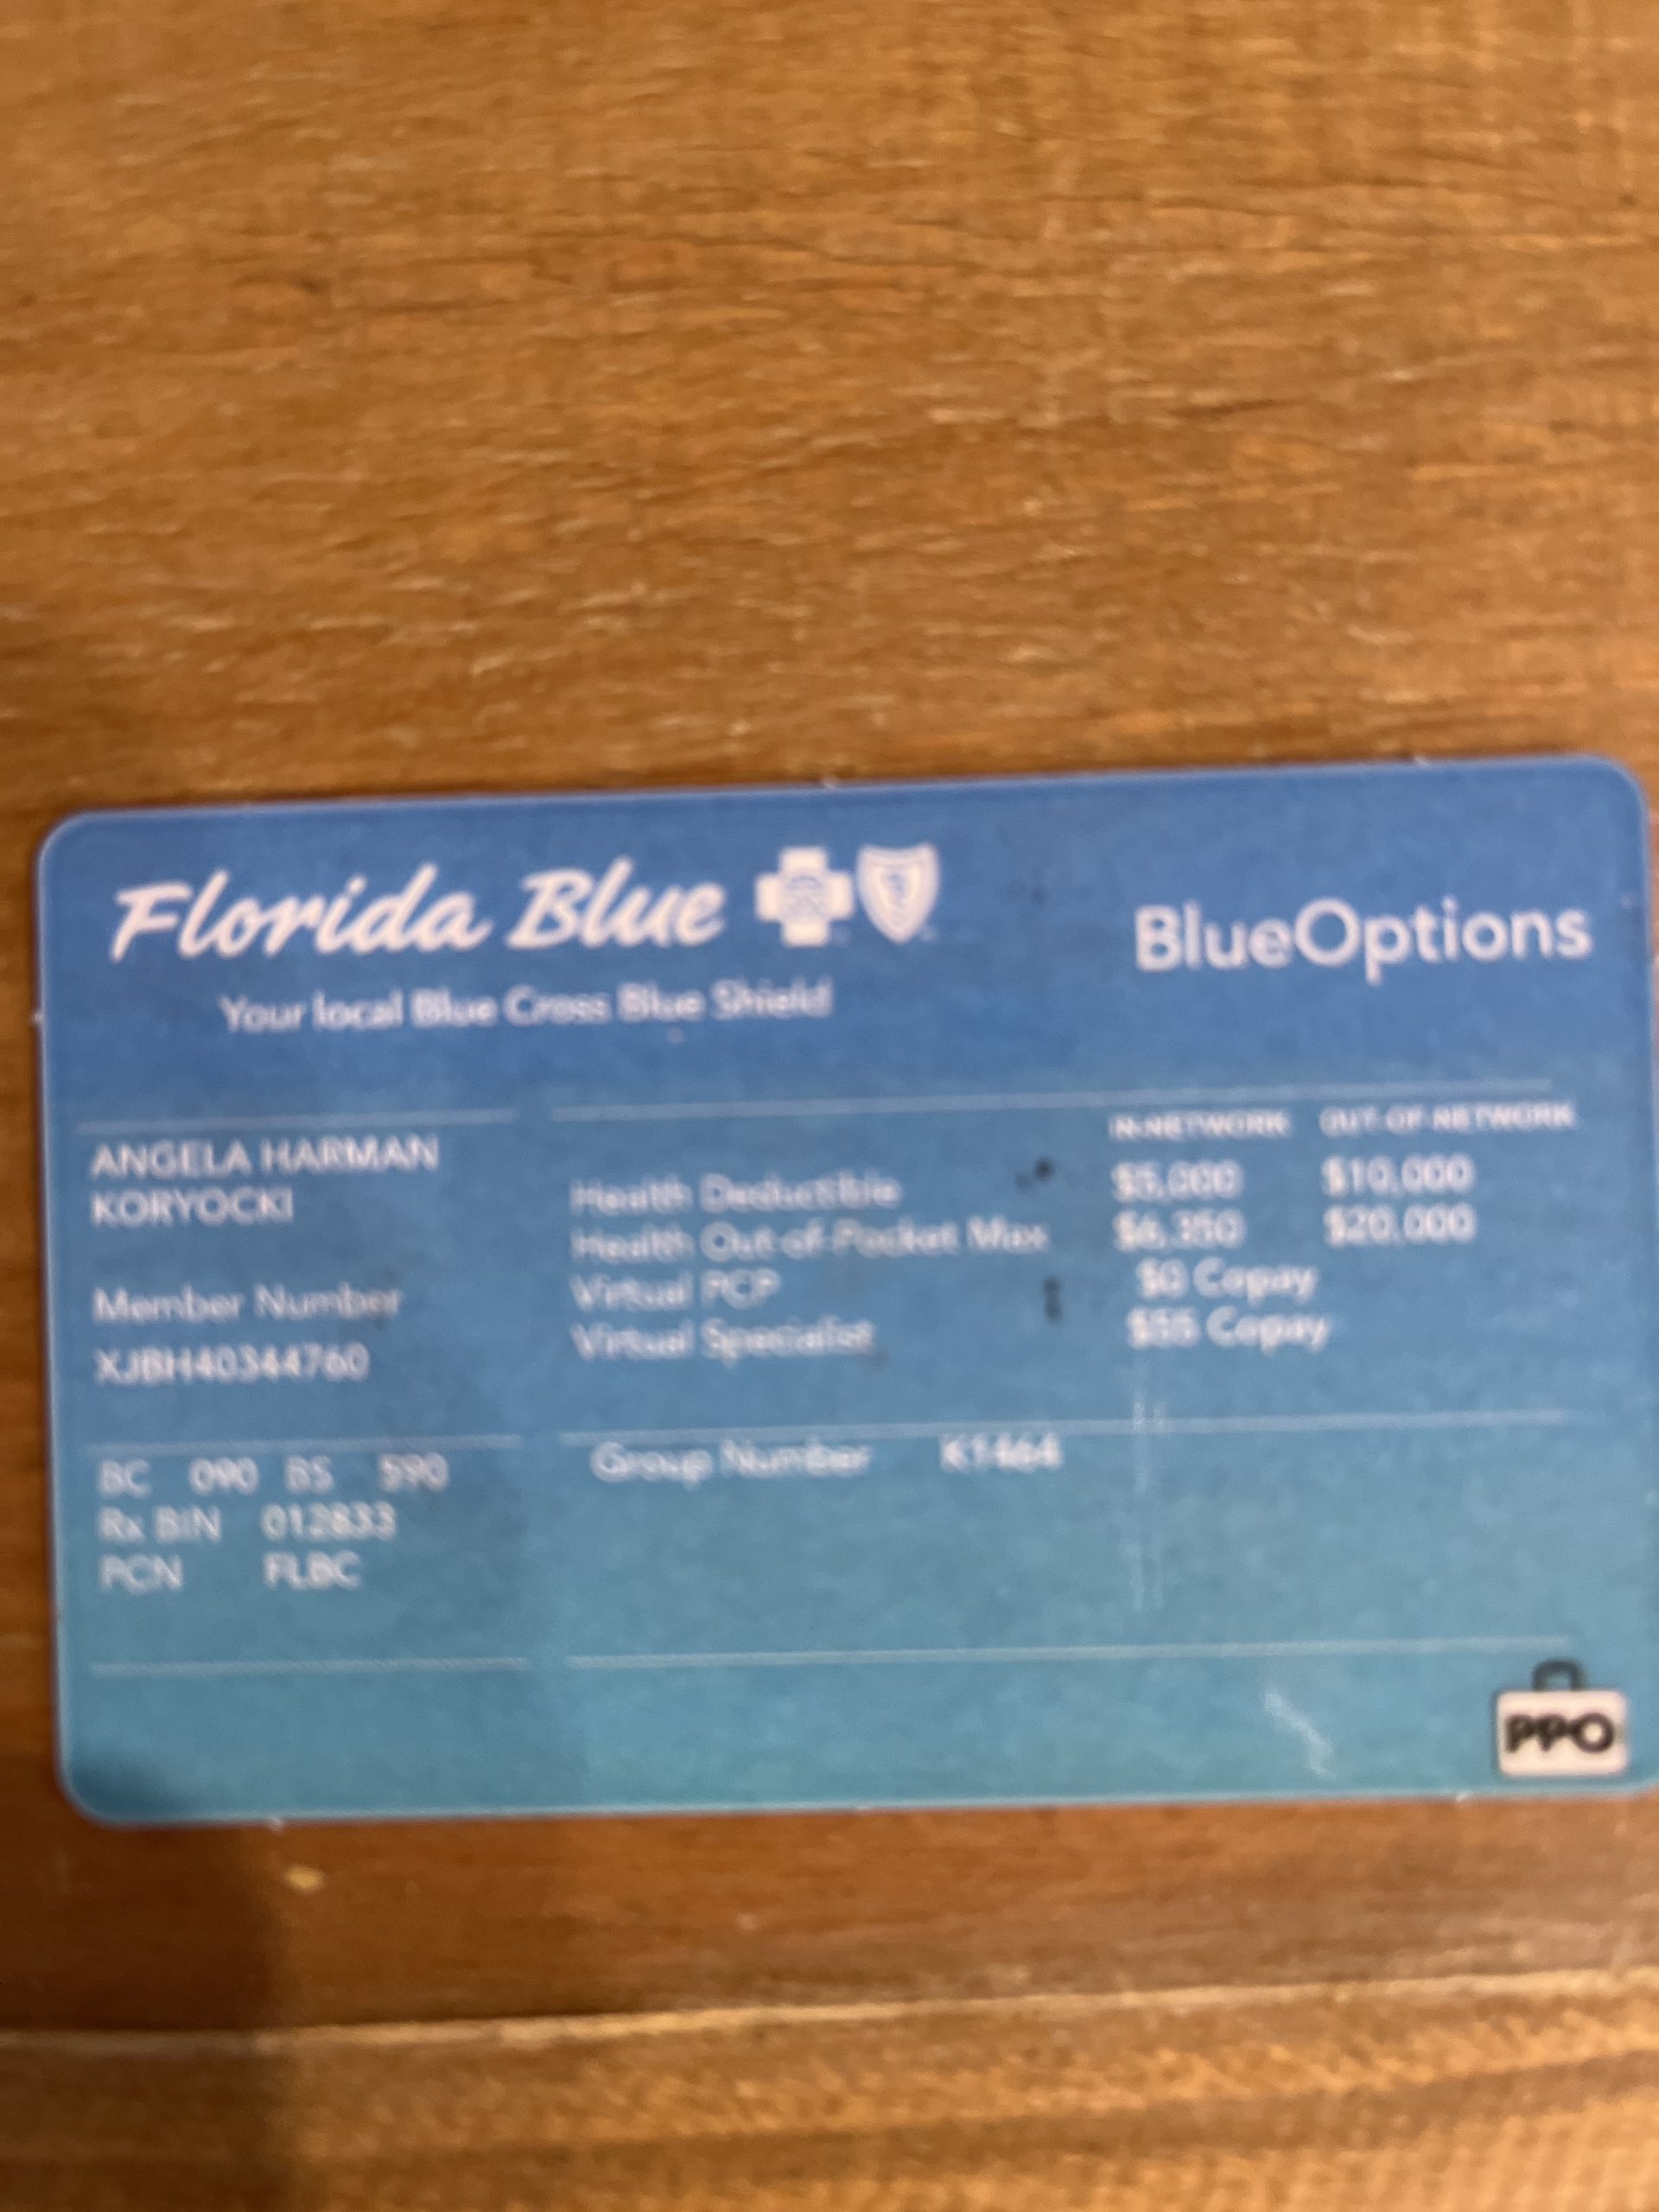 Florida Blue
BlueOptions
Your local Blue Cross Blue Shield
ANGELA HARMAN
KORYOCKI
Member Number
XJBH40344760
IN-NETWORK OUT-OF-NETWORK
Health Deductible $5,000 $10,000
Health Out-of-Pocket Max $6,350 $20,000
Virtual PCP $0 Copay
Virtual Specialist $55 Copay
BC 090 BS 590
Rx BIN 012833
PCN FLBC
Group Number K1464
PPO